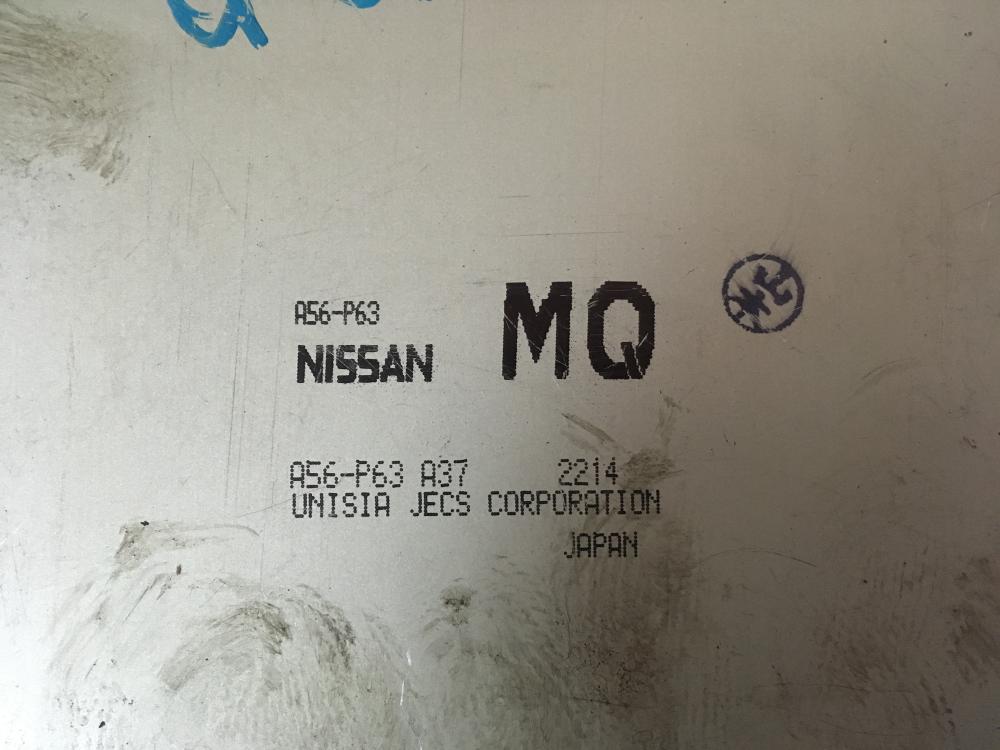 A56-P63
NISSAN MQ
A56-P63 A37 2214
UNISIA JECS CORPORATION
JAPAN